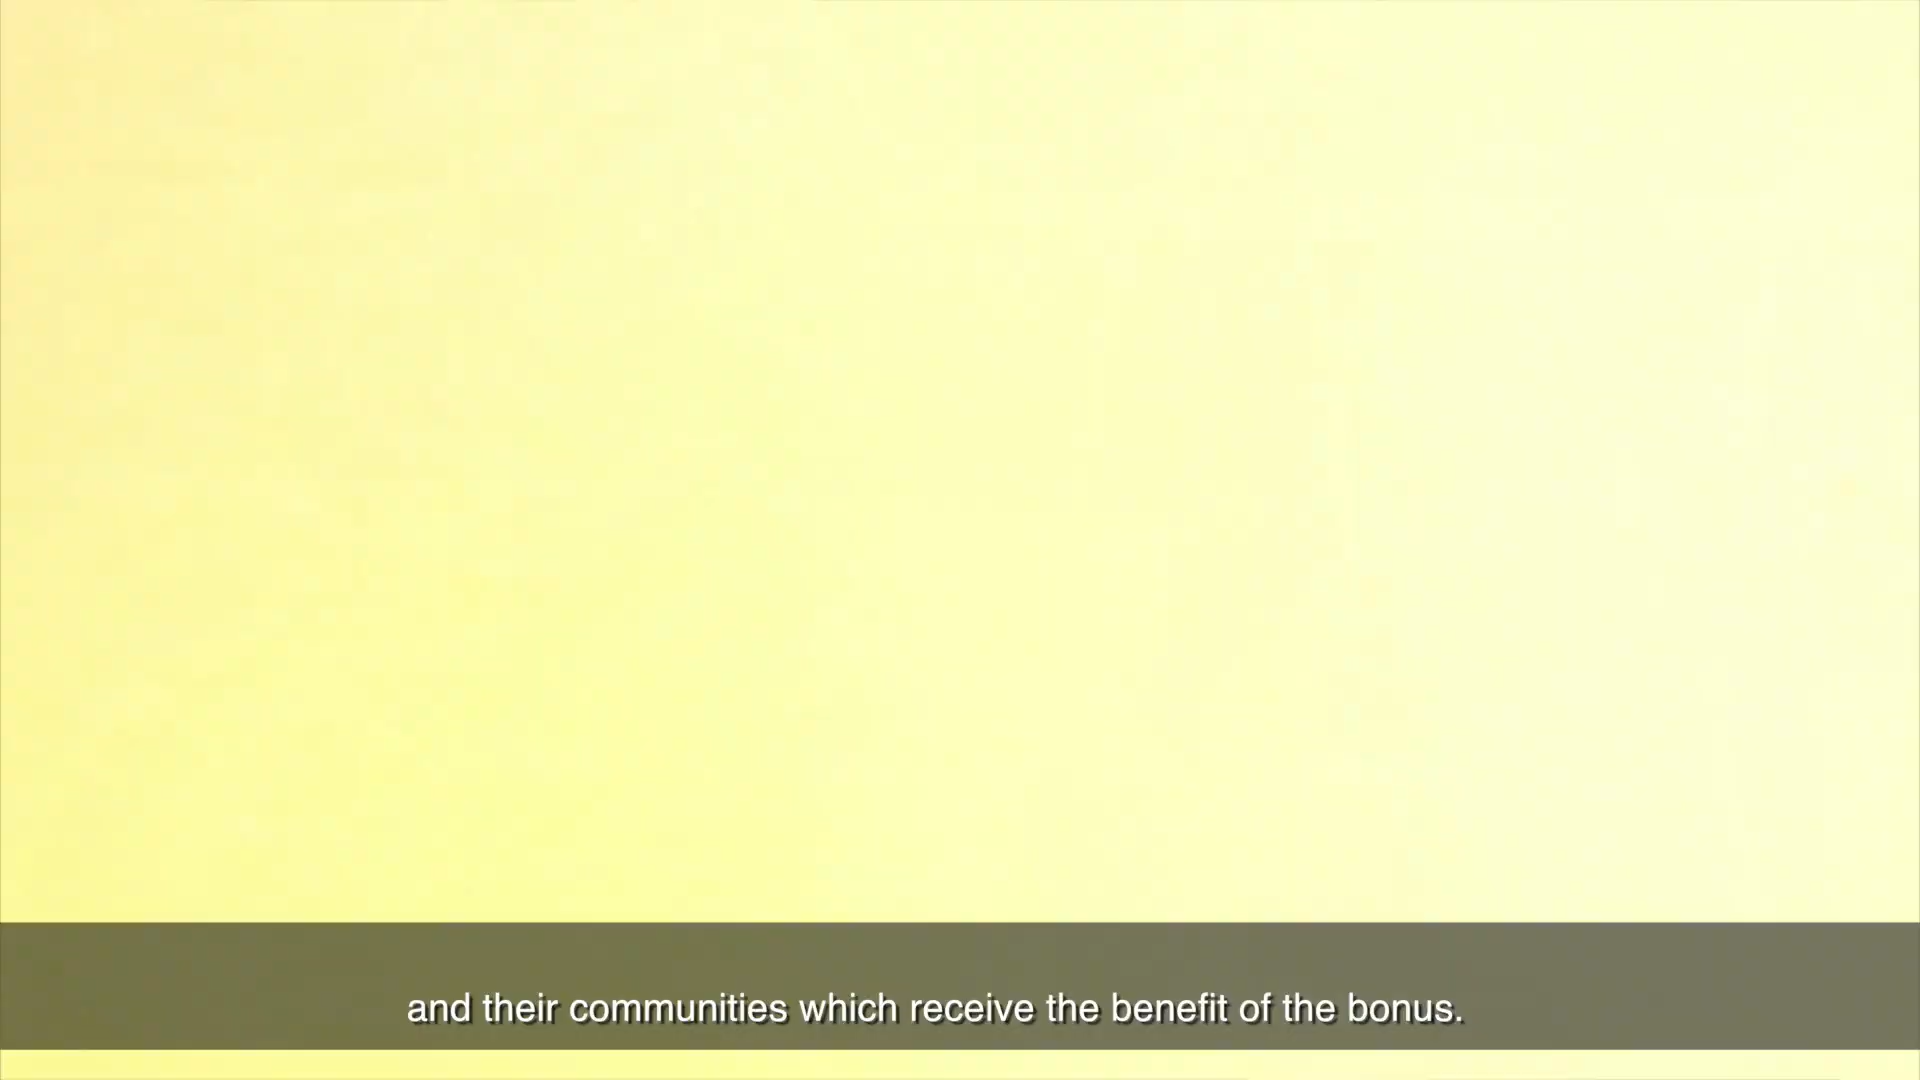 and their communities which receive the benefit of the bonus.